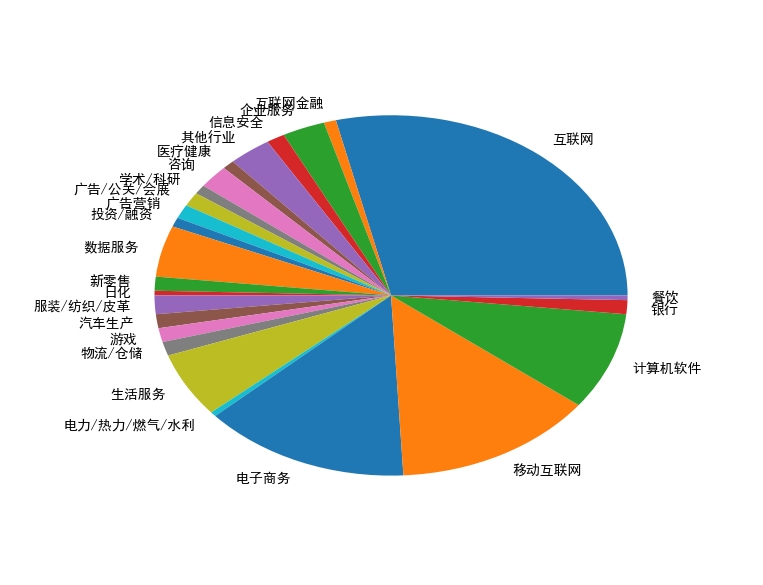 互联网
互联网金融
企业服务
信息安全
其他行业
医疗健康
咨询
学术/科研
广告/公关/会展
广告营销
投资/融资
数据服务
新零售
日化
服装/纺织/皮革
汽车生产
游戏
物流/仓储
生活服务
电力/热力/燃气/水利
电子商务
移动互联网
计算机软件
银行
餐饮